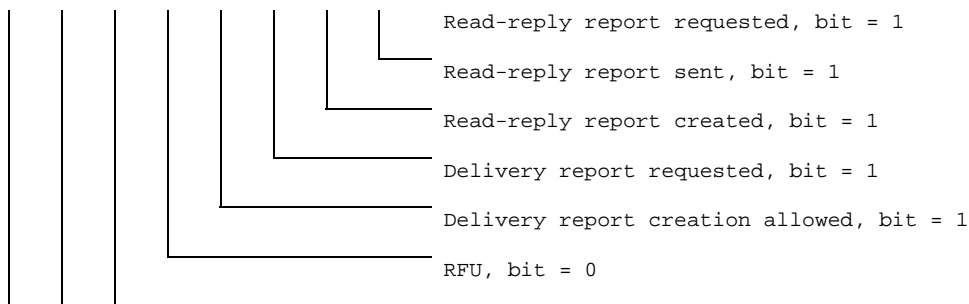 Read-reply report requested, bit = 1
Read-reply report sent, bit = 1
Read-reply report created, bit = 1
Delivery report requested, bit = 1
Delivery report creation allowed, bit = 1
RFU, bit = 0